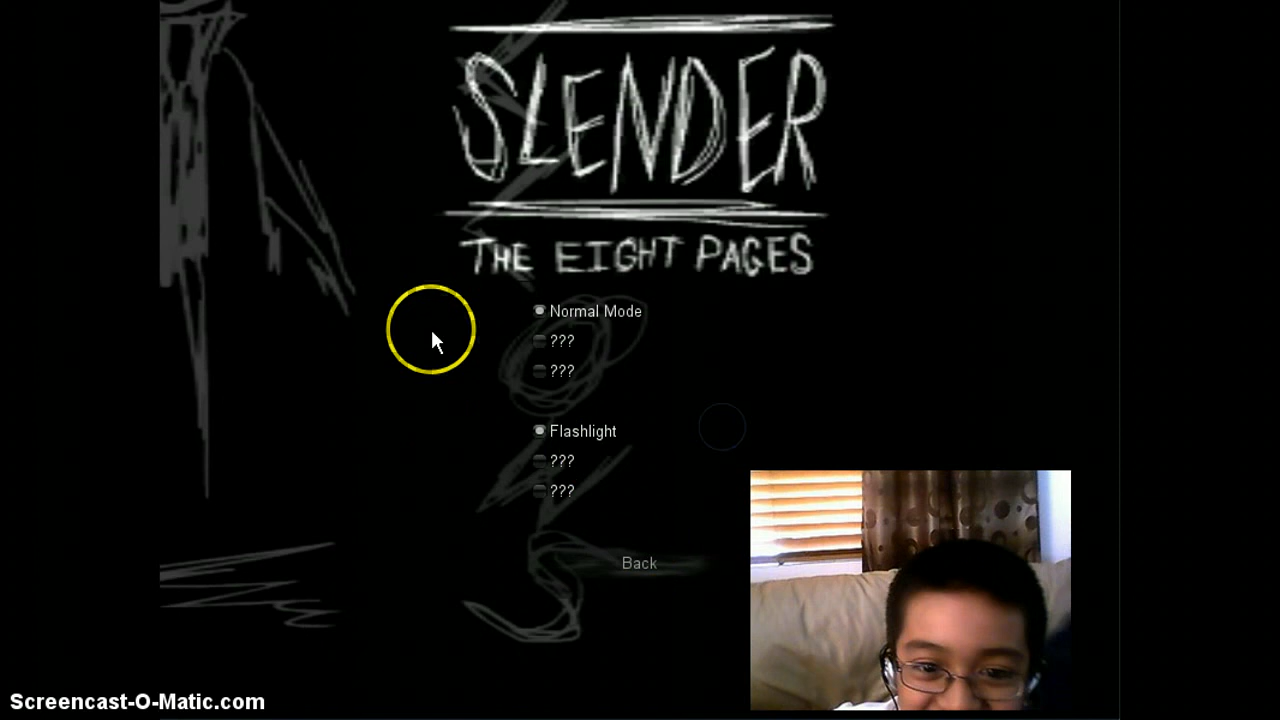 SLENDER
THE EIGHT PAGES
Normal Mode
???
???
Flashlight
???
???
Back
Screencast-O-Matic.com